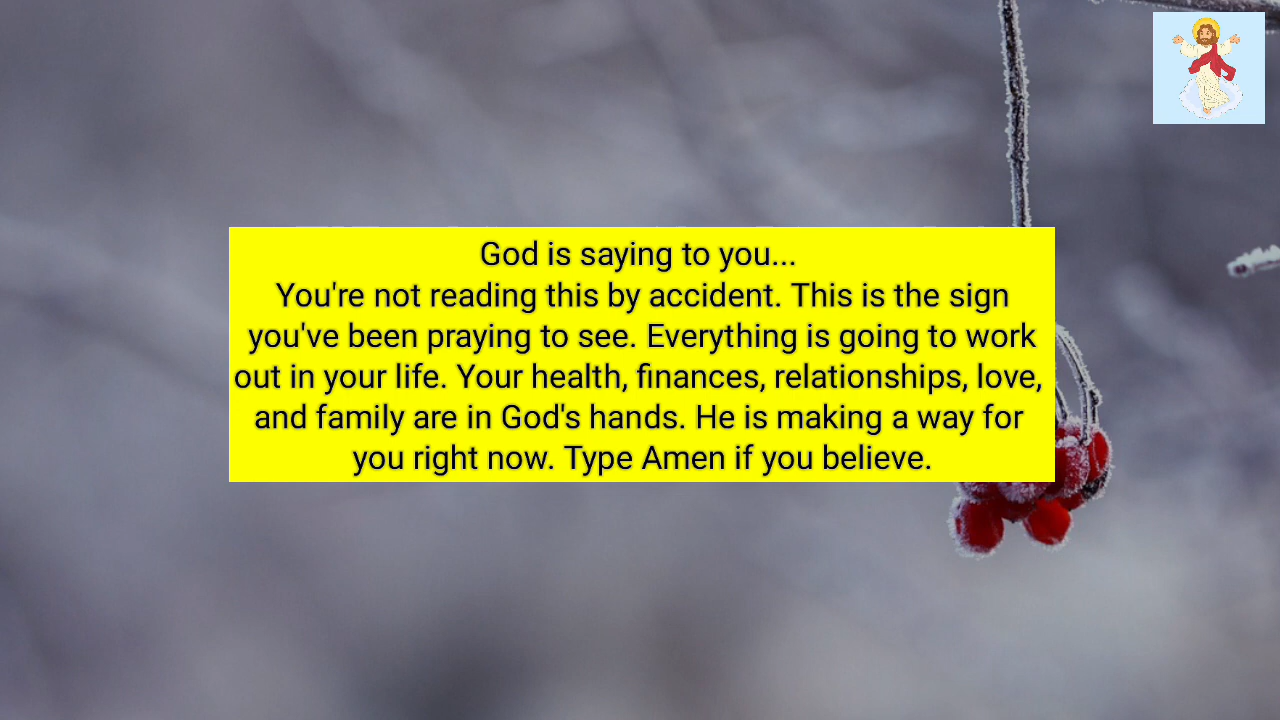 God is saying to you...
You're not reading this by accident. This is the sign
you've been praying to see. Everything is going to work
out in your life. Your health, finances, relationships, love,
and family are in God's hands. He is making a way for
you right now. Type Amen if you believe.